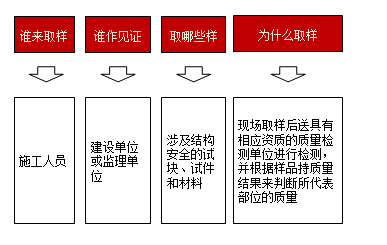 谁来取样
谁作见证
取哪些样
为什么取样
施工人员
建设单位
或监理单
位
涉及结构
安全的试
块、试件
和材料
现场取样后送具有
相应资质的质量检
测单位进行检测，
并根据样品持质量
结果来判断所代表
部位的质量